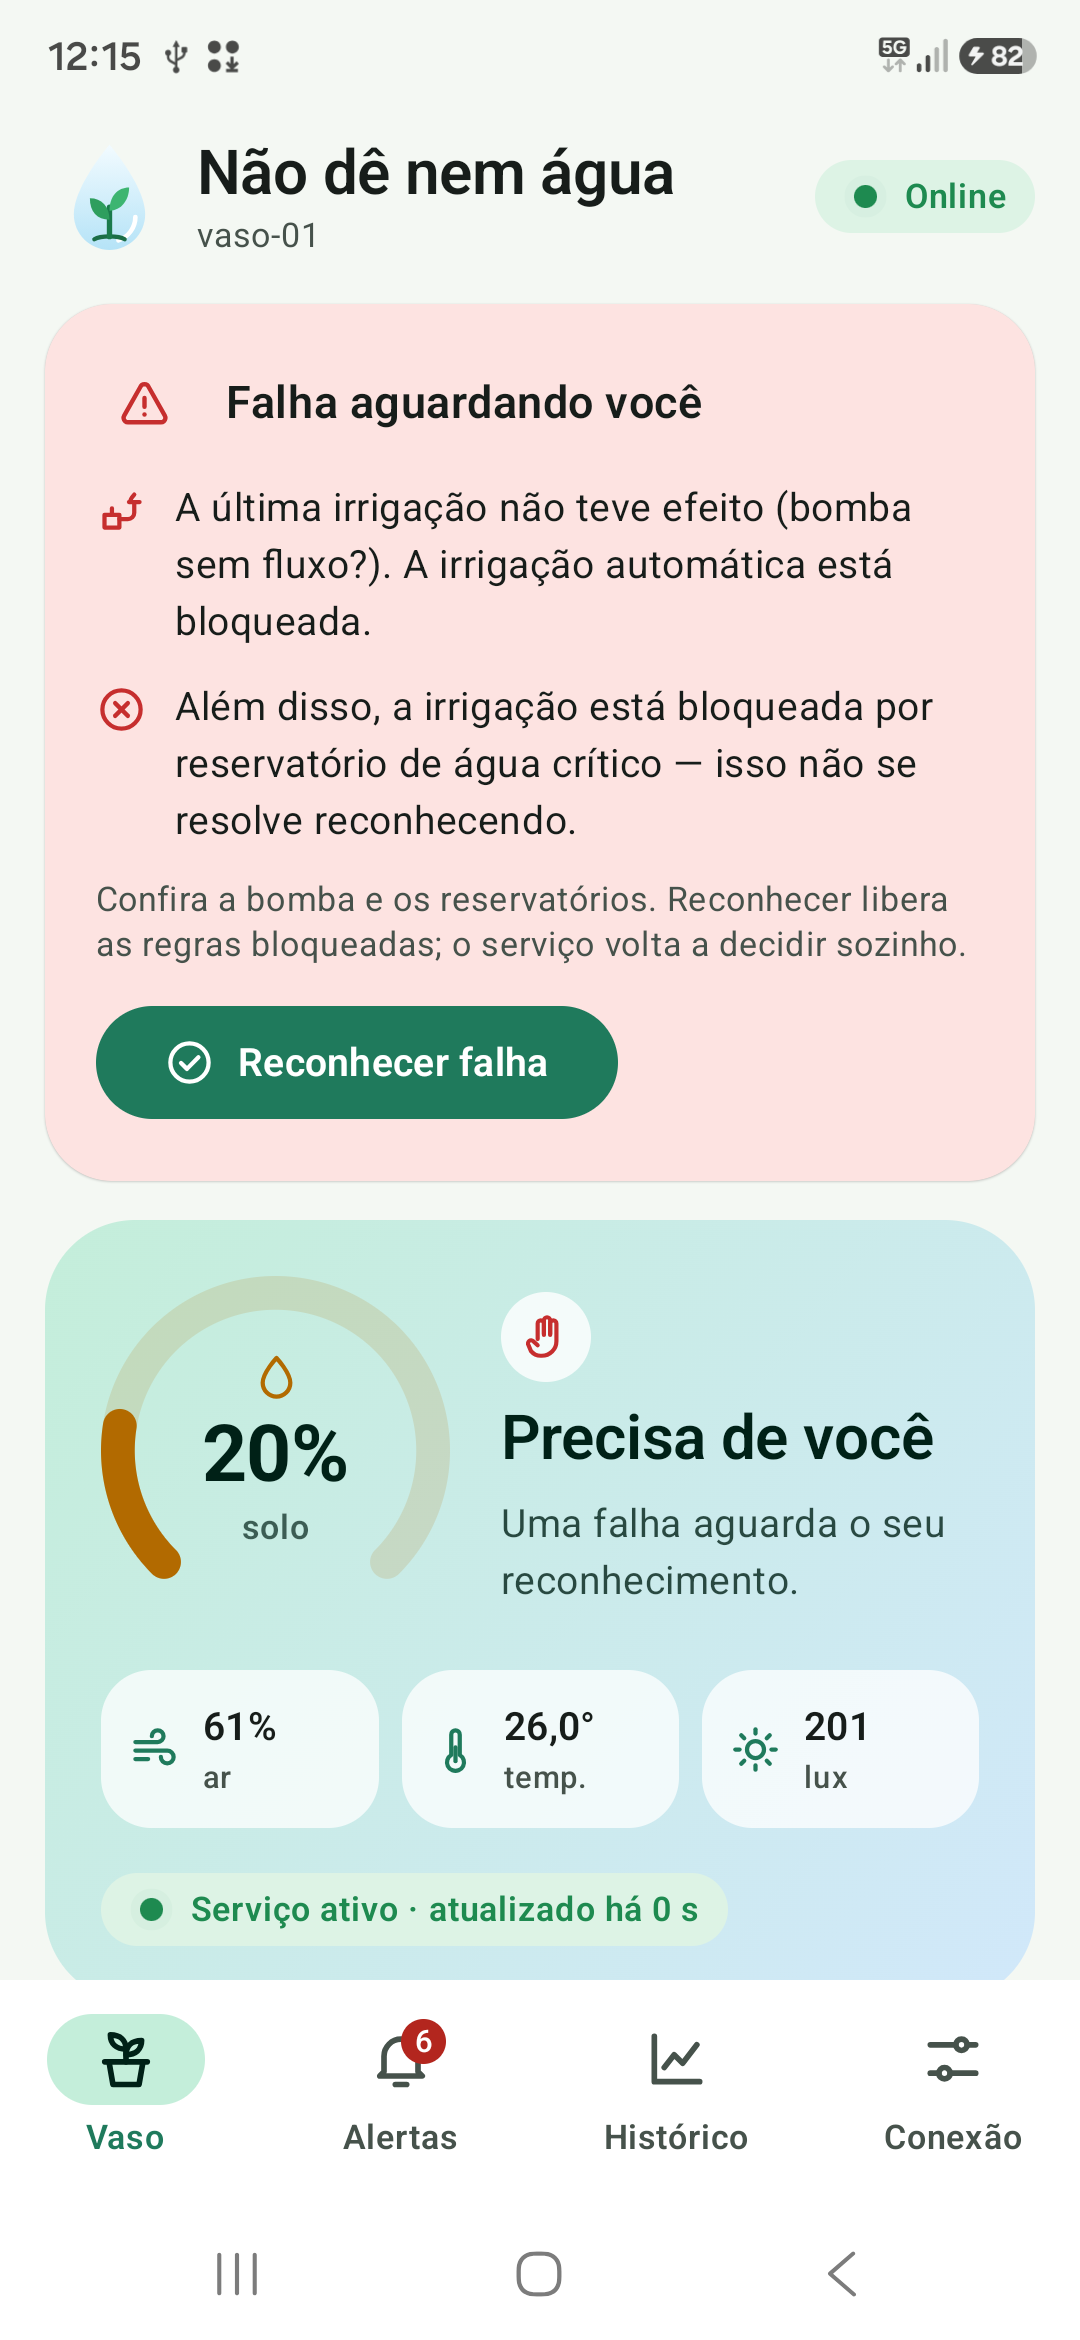 12:15
5G
82
Não dê nem água
vaso-01
Online
Falha aguardando você
A última irrigação não teve efeito (bomba
sem fluxo?). A irrigação automática está
bloqueada.
Além disso, a irrigação está bloqueada por
reservatório de água crítico — isso não se
resolve reconhecendo.
Confira a bomba e os reservatórios. Reconhecer libera
as regras bloqueadas; o serviço volta a decidir sozinho.
Reconhecer falha
20%
solo
Precisa de você
Uma falha aguarda o seu
reconhecimento.
61%
ar
26,0°
temp.
201
lux
Serviço ativo · atualizado há 0 s
6
Vaso
Alertas
Histórico
Conexão